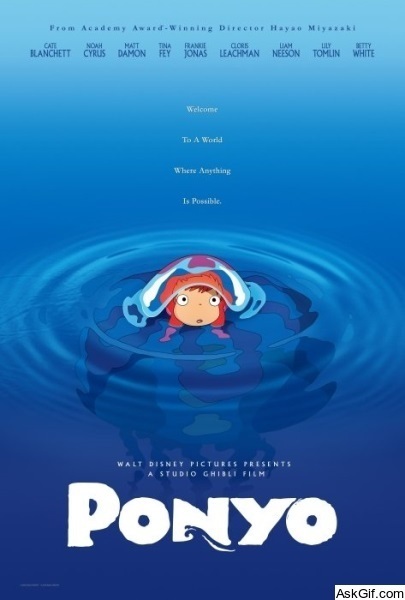 From Academy Award-Winning Director Hayao Miyazaki
CATE BLANCHETT NOAH CYRUS MATT DAMON TINA FEY FRANKIE JONAS CLORIS LEACHMAN LIAM NEESON LILY TOMLIN BETTY WHITE
Welcome
To A World
Where Anything
Is Possible.
WALT DISNEY PICTURES PRESENTS
A STUDIO GHIBLI FILM
PONYO
AskGif.com